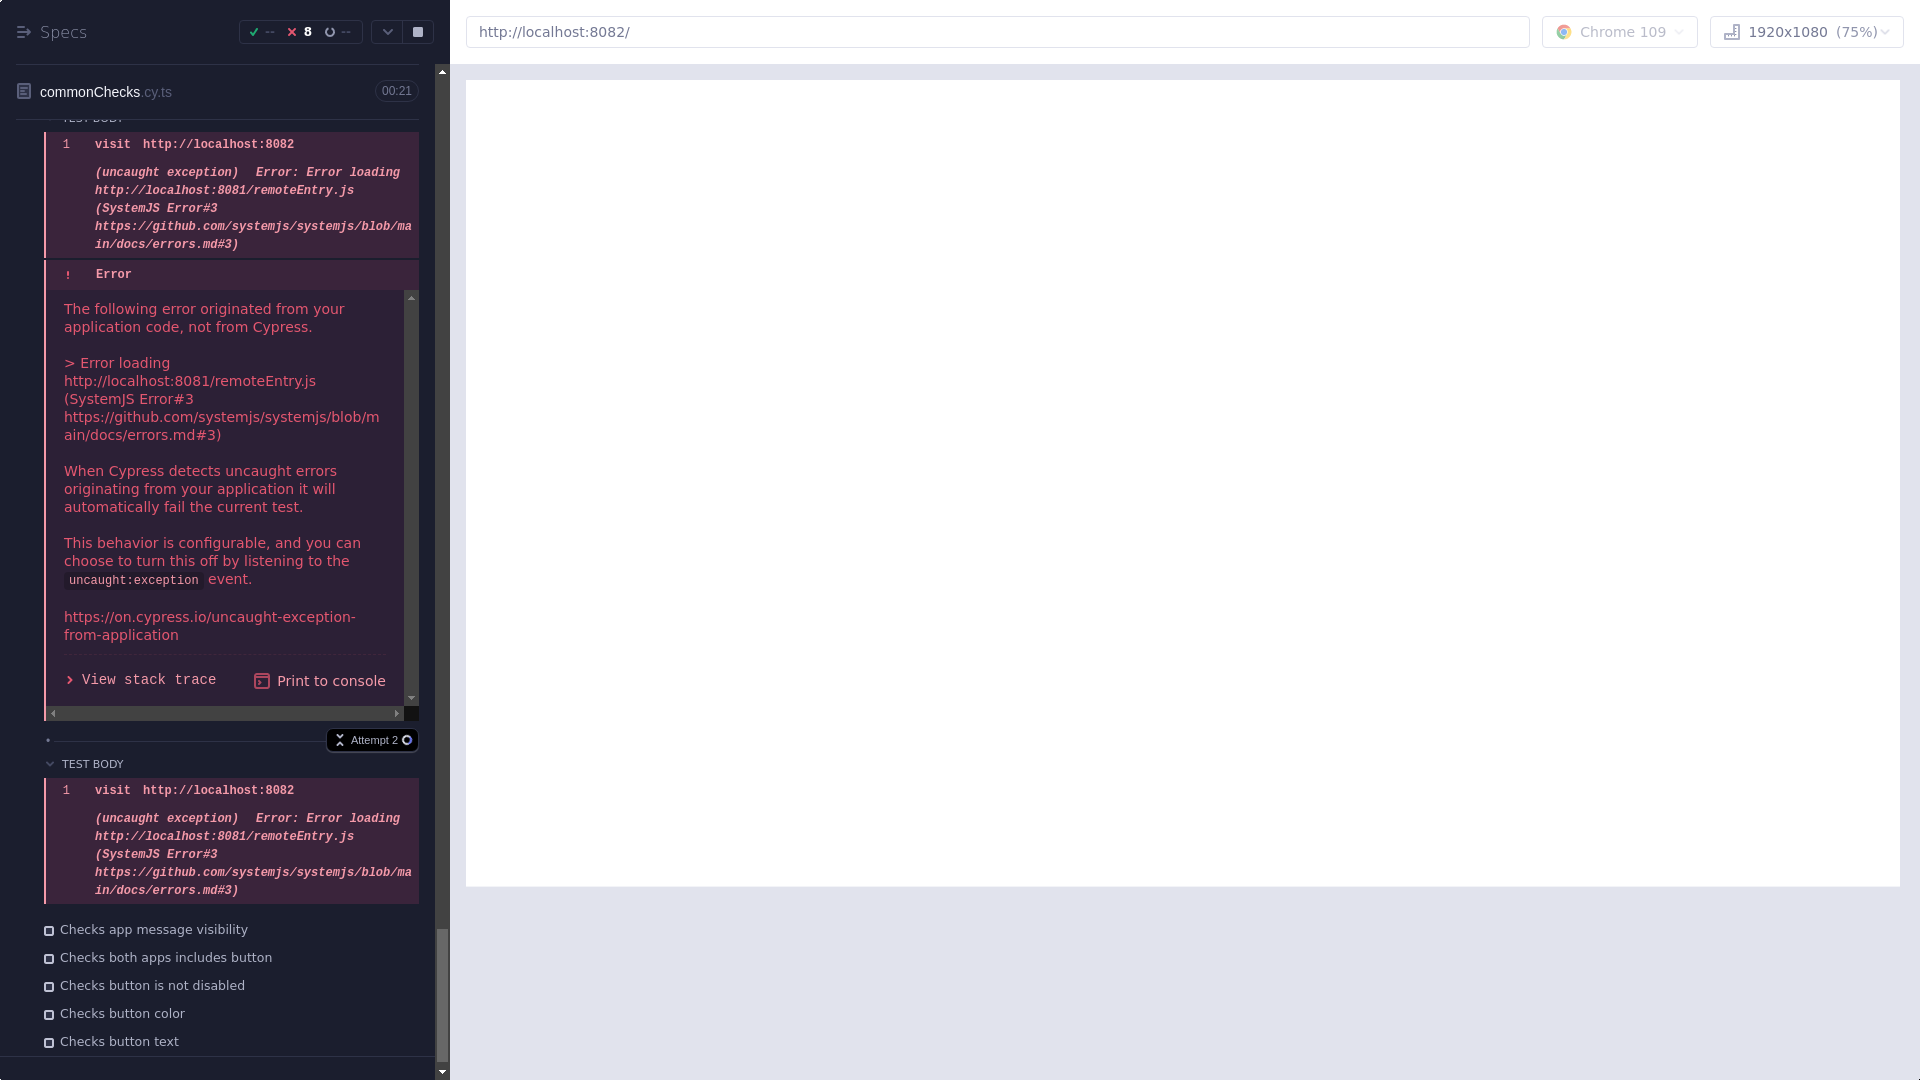 Specs
-- 8 --
http://localhost:8082/
Chrome 109
1920x1080 (75%)
commonChecks.cy.ts
00:21
TEST BODY
1 visit http://localhost:8082
(uncaught exception) Error: Error loading
http://localhost:8081/remoteEntry.js
(SystemJS Error#3
https://github.com/systemjs/systemjs/blob/ma
in/docs/errors.md#3)
! Error
The following error originated from your
application code, not from Cypress.
> Error loading
http://localhost:8081/remoteEntry.js
(SystemJS Error#3
https://github.com/systemjs/systemjs/blob/m
ain/docs/errors.md#3)
When Cypress detects uncaught errors
originating from your application it will
automatically fail the current test.
This behavior is configurable, and you can
choose to turn this off by listening to the
uncaught:exception event.
https://on.cypress.io/uncaught-exception-
from-application
View stack trace
Print to console
Attempt 2
TEST BODY
1 visit http://localhost:8082
(uncaught exception) Error: Error loading
http://localhost:8081/remoteEntry.js
(SystemJS Error#3
https://github.com/systemjs/systemjs/blob/ma
in/docs/errors.md#3)
Checks app message visibility
Checks both apps includes button
Checks button is not disabled
Checks button color
Checks button text